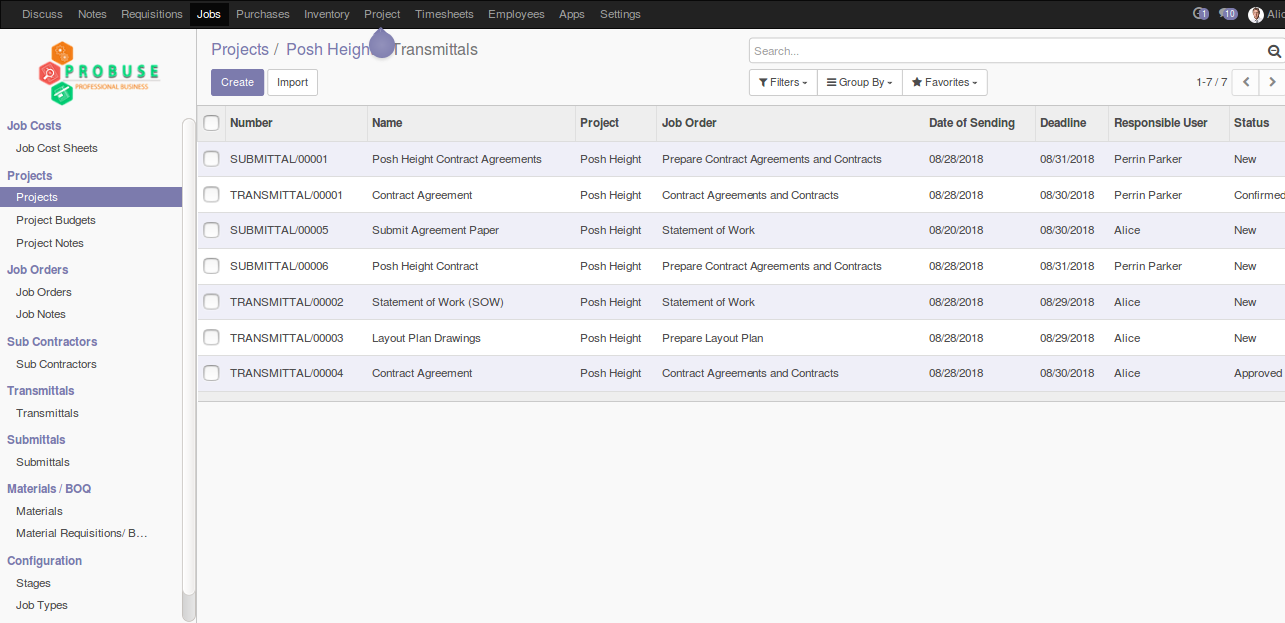 Discuss Notes Requisitions Jobs Purchases Inventory Project Timesheets Employees Apps Settings 1 10 Alic
PROBUSE
PROFESSIONAL BUSINESS
Job Costs
Job Cost Sheets
Projects
Projects
Project Budgets
Project Notes
Job Orders
Job Orders
Job Notes
Sub Contractors
Sub Contractors
Transmittals
Transmittals
Submittals
Submittals
Materials / BOQ
Materials
Material Requisitions/ B…
Configuration
Stages
Job Types
Projects / Posh Heigh Transmittals
Search...
Create Import
Filters Group By Favorites
1-7 / 7
Number Name Project Job Order Date of Sending Deadline Responsible User Status
SUBMITTAL/00001 Posh Height Contract Agreements Posh Height Prepare Contract Agreements and Contracts 08/28/2018 08/31/2018 Perrin Parker New
TRANSMITTAL/00001 Contract Agreement Posh Height Contract Agreements and Contracts 08/28/2018 08/30/2018 Perrin Parker Confirmed
SUBMITTAL/00005 Submit Agreement Paper Posh Height Statement of Work 08/20/2018 08/30/2018 Alice New
SUBMITTAL/00006 Posh Height Contract Posh Height Prepare Contract Agreements and Contracts 08/28/2018 08/31/2018 Perrin Parker New
TRANSMITTAL/00002 Statement of Work (SOW) Posh Height Statement of Work 08/28/2018 08/29/2018 Alice New
TRANSMITTAL/00003 Layout Plan Drawings Posh Height Prepare Layout Plan 08/28/2018 08/29/2018 Alice New
TRANSMITTAL/00004 Contract Agreement Posh Height Contract Agreements and Contracts 08/28/2018 08/30/2018 Alice Approved